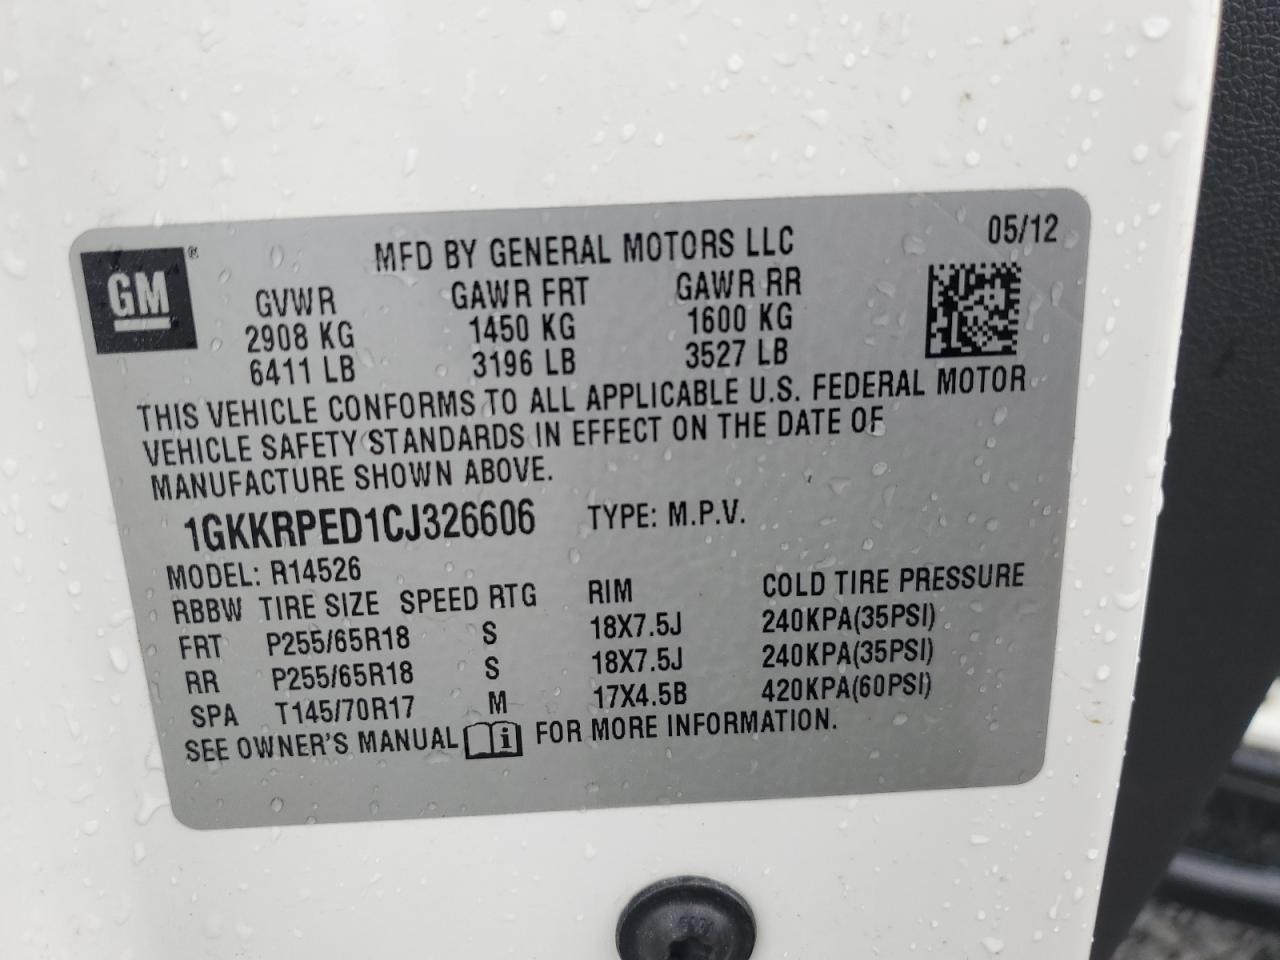 05/12
GM ®
MFD BY GENERAL MOTORS LLC
GVWR GAWR FRT GAWR RR
2908 KG 1450 KG 1600 KG
6411 LB 3196 LB 3527 LB
THIS VEHICLE CONFORMS TO ALL APPLICABLE U.S. FEDERAL MOTOR
VEHICLE SAFETY STANDARDS IN EFFECT ON THE DATE OF
MANUFACTURE SHOWN ABOVE.
1GKKRPED1CJ326606 TYPE: M.P.V.
MODEL: R14526
RBBW TIRE SIZE SPEED RTG RIM COLD TIRE PRESSURE
FRT P255/65R18 S 18X7.5J 240KPA(35PSI)
RR P255/65R18 S 18X7.5J 240KPA(35PSI)
SPA T145/70R17 M 17X4.5B 420KPA(60PSI)
SEE OWNER'S MANUAL i FOR MORE INFORMATION.